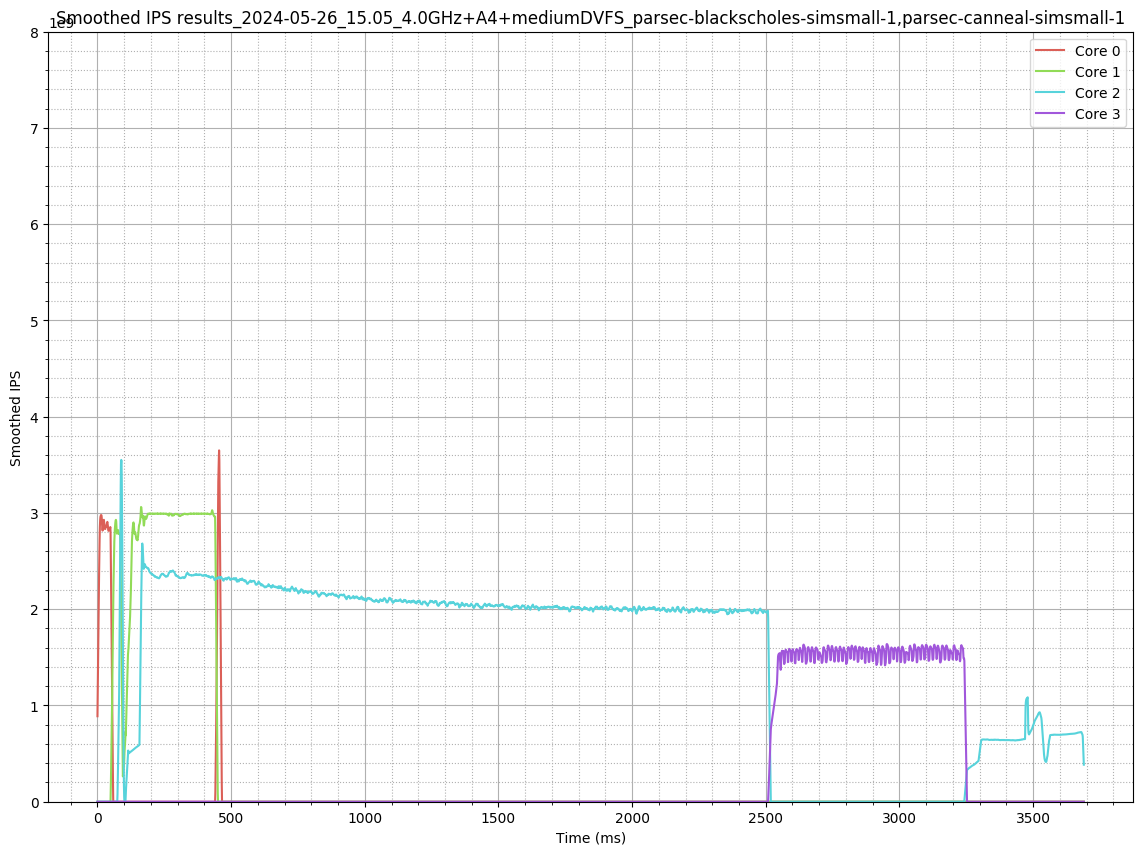 Smoothed IPS results_2024-05-26_15.05_4.0GHz+A4+mediumDVFS_parsec-blackscholes-simsmall-1,parsec-canneal-simsmall-1
1e9
8
7
6
5
4
3
2
1
0
Smoothed IPS
Core 0
Core 1
Core 2
Core 3
0
500
1000
1500
2000
2500
3000
3500
Time (ms)